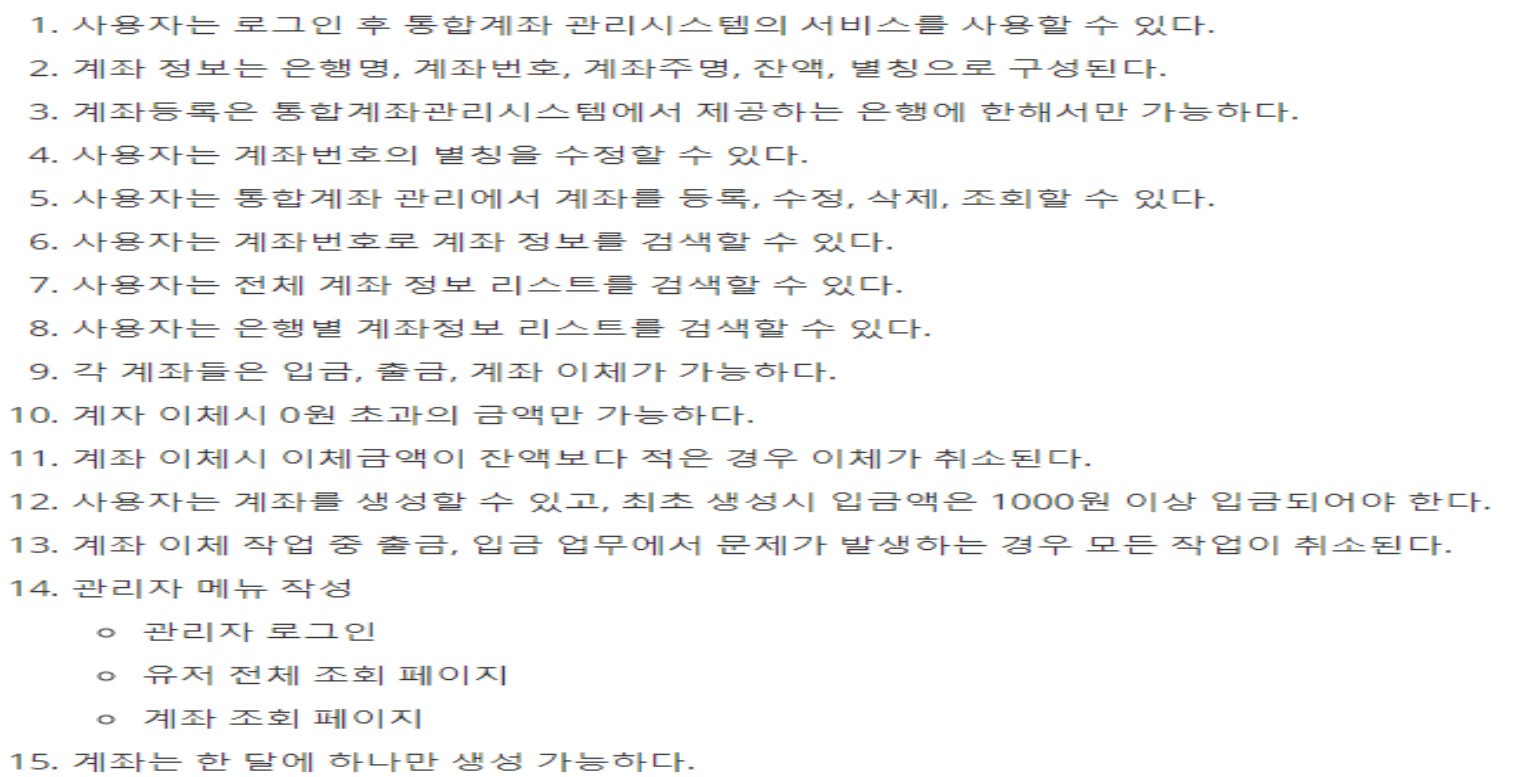 1. 사용자는 로그인 후 통합계좌 관리시스템의 서비스를 사용할 수 있다.
2. 계좌 정보는 은행명, 계좌번호, 계좌주명, 잔액, 별칭으로 구성된다.
3. 계좌등록은 통합계좌관리시스템에서 제공하는 은행에 한해서만 가능하다.
4. 사용자는 계좌번호의 별칭을 수정할 수 있다.
5. 사용자는 통합계좌 관리에서 계좌를 등록, 수정, 삭제, 조회할 수 있다.
6. 사용자는 계좌번호로 계좌 정보를 검색할 수 있다.
7. 사용자는 전체 계좌 정보 리스트를 검색할 수 있다.
8. 사용자는 은행별 계좌정보 리스트를 검색할 수 있다.
9. 각 계좌들은 입금, 출금, 계좌 이체가 가능하다.
10. 계자 이체시 0원 초과의 금액만 가능하다.
11. 계좌 이체시 이체금액이 잔액보다 적은 경우 이체가 취소된다.
12. 사용자는 계좌를 생성할 수 있고, 최초 생성시 입금액은 1000원 이상 입금되어야 한다.
13. 계좌 이체 작업 중 출금, 입금 업무에서 문제가 발생하는 경우 모든 작업이 취소된다.
14. 관리자 메뉴 작성
○ 관리자 로그인
○ 유저 전체 조회 페이지
○ 계좌 조회 페이지
15. 계좌는 한 달에 하나만 생성 가능하다.